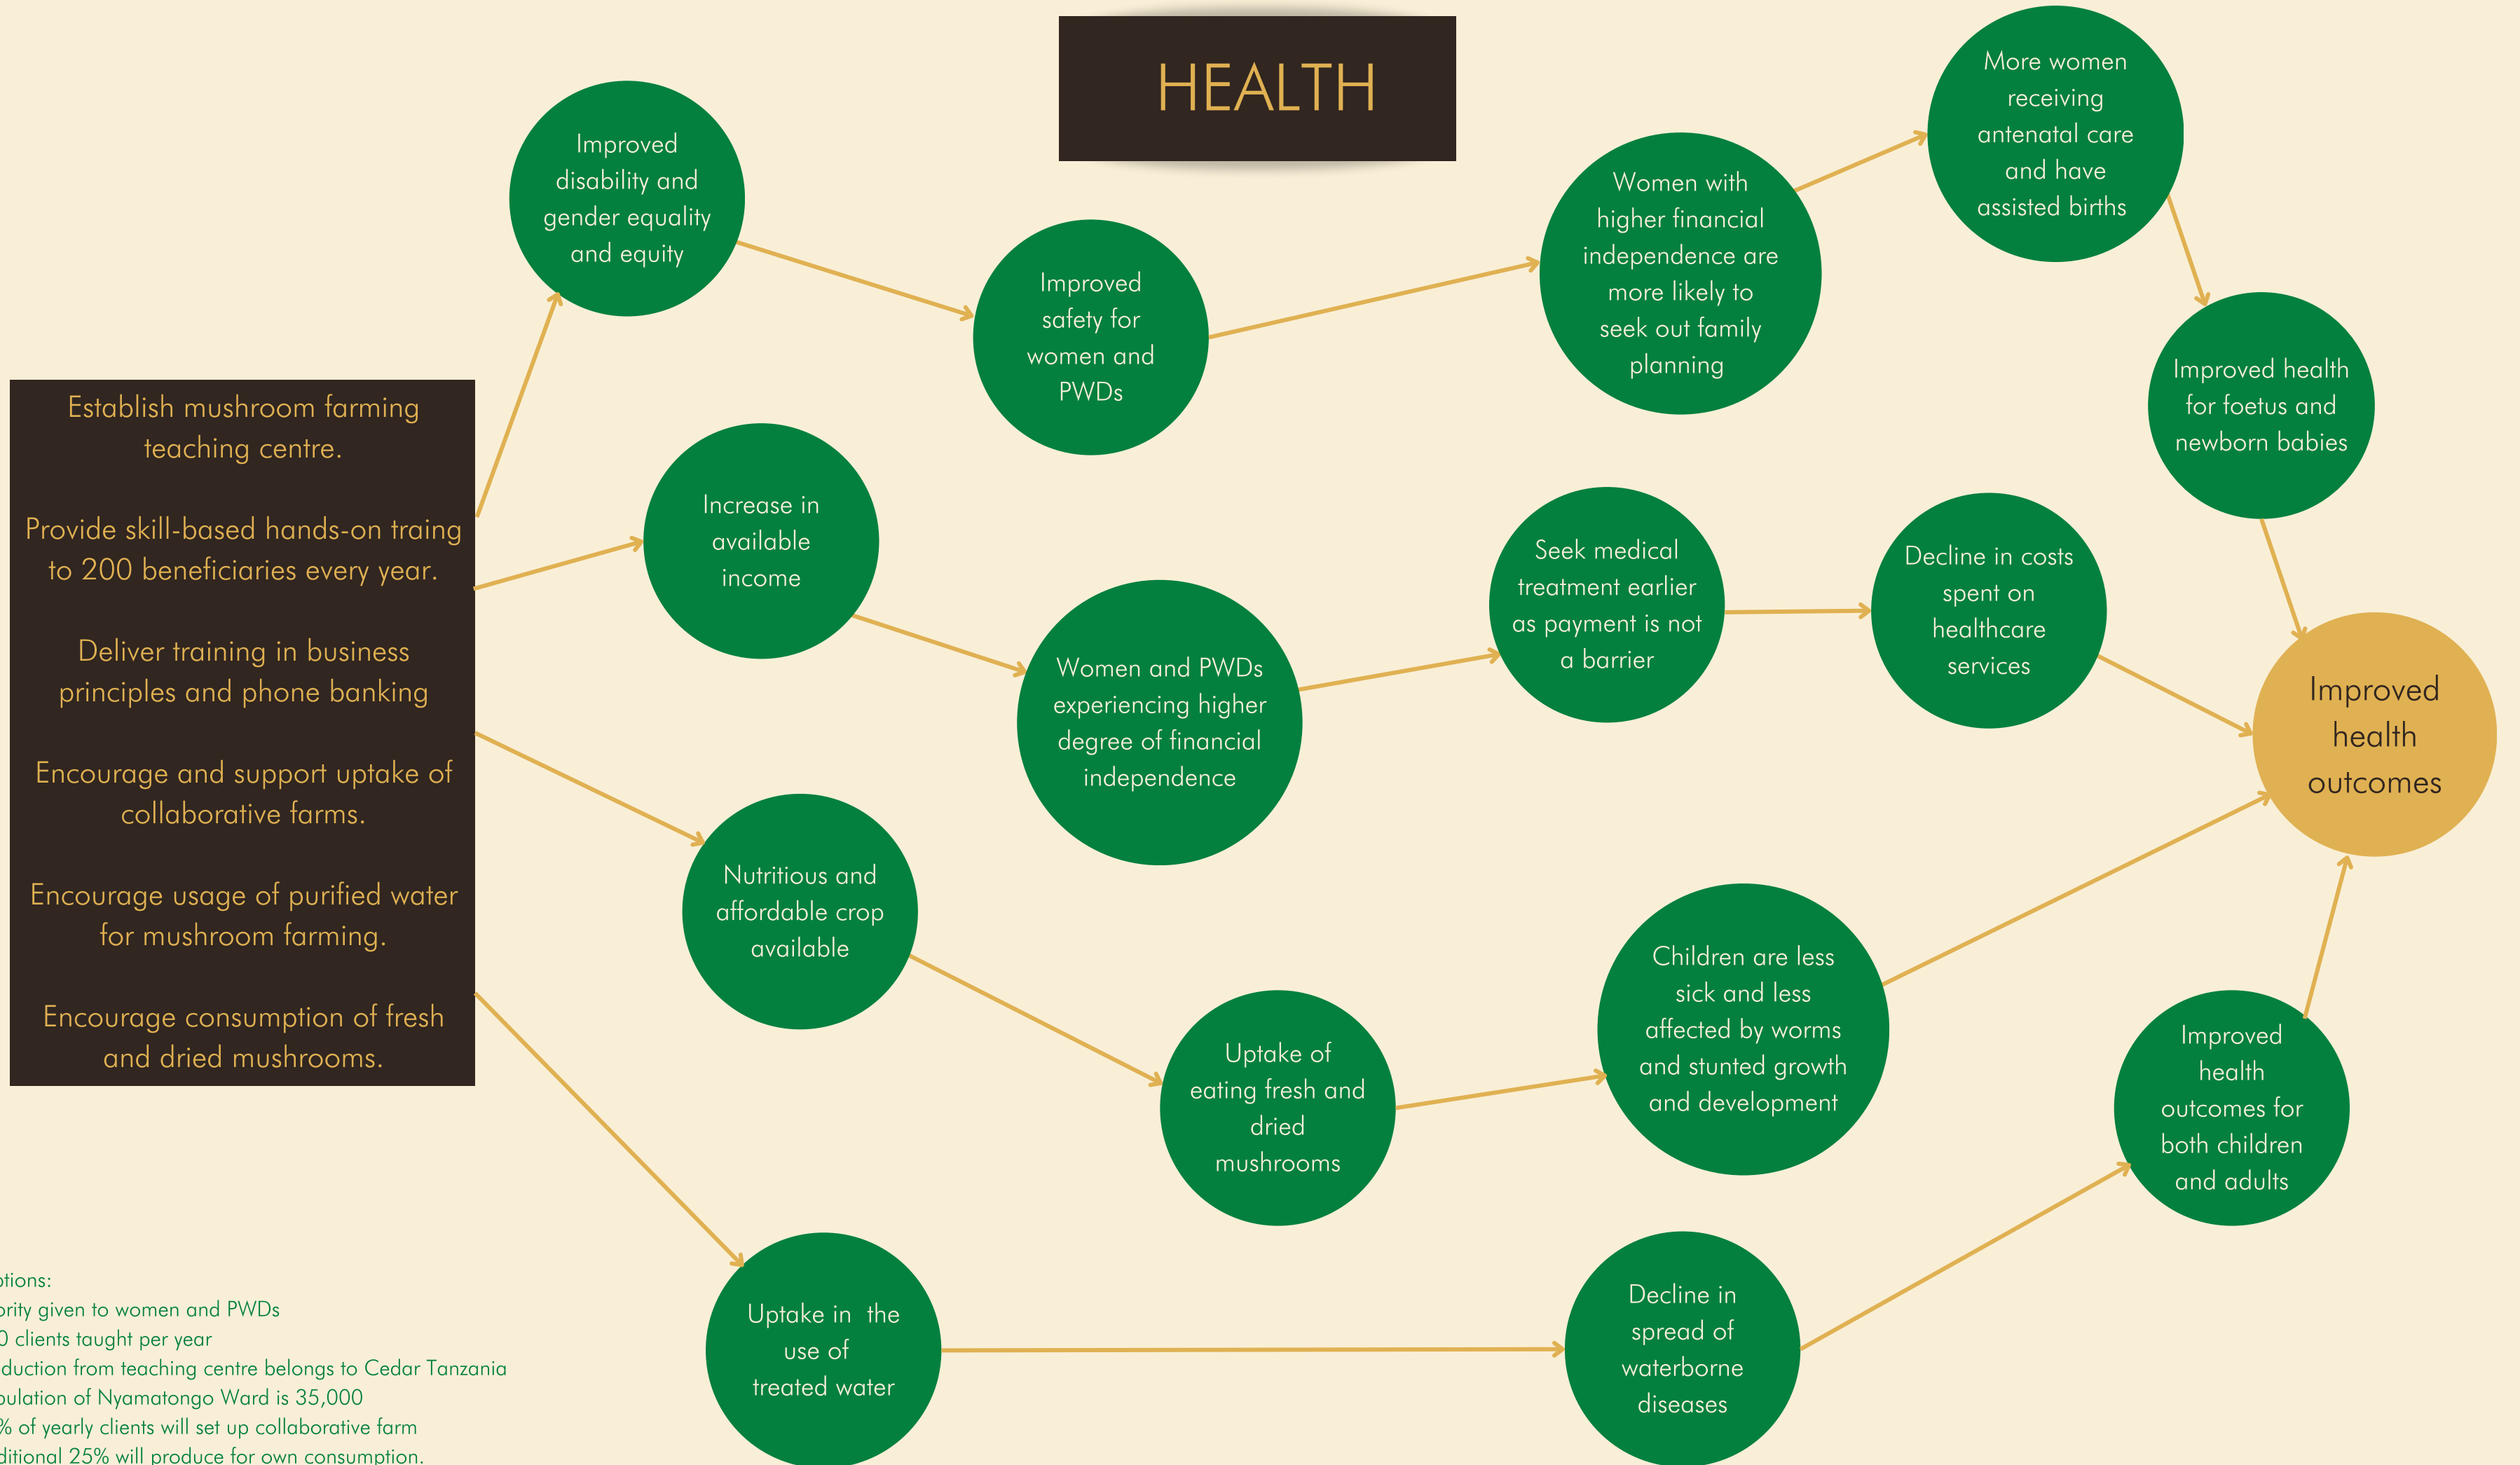 HEALTH
Establish mushroom farming
teaching centre.
Provide skill-based hands-on traing
to 200 beneficiaries every year.
Deliver training in business
principles and phone banking
Encourage and support uptake of
collaborative farms.
Encourage usage of purified water
for mushroom farming.
Encourage consumption of fresh
and dried mushrooms.
Improved
disability and
gender equality
and equity
Improved
safety for
women and
PWDs
Women with
higher financial
independence are
more likely to
seek out family
planning
More women
receiving
antenatal care
and have
assisted births
Improved health
for foetus and
newborn babies
Increase in
available
income
Women and PWDs
experiencing higher
degree of financial
independence
Seek medical
treatment earlier
as payment is not
a barrier
Decline in costs
spent on
healthcare
services
Nutritious and
affordable crop
available
Uptake of
eating fresh and
dried
mushrooms
Children are less
sick and less
affected by worms
and stunted growth
and development
Uptake in the
use of
treated water
Decline in
spread of
waterborne
diseases
Improved
health
outcomes for
both children
and adults
Improved
health
outcomes
given to women and PWDs
clients taught per year
from teaching centre belongs to Cedar Tanzania
of Nyamatongo Ward is 35,000
of yearly clients will set up collaborative farm
25% will produce for own consumption.